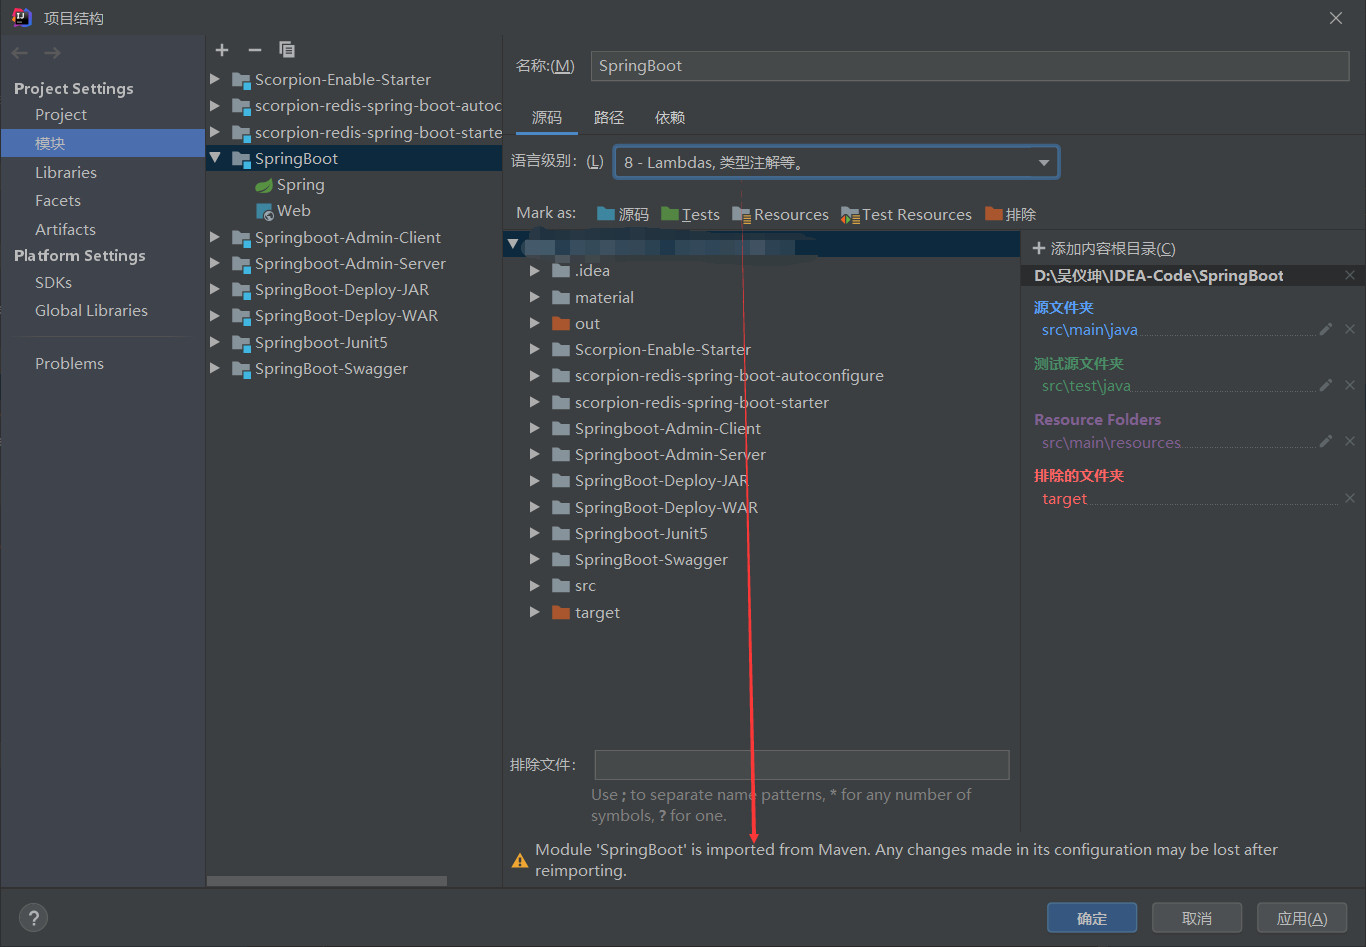 项目结构
Project Settings
Project
模块
Libraries
Facets
Artifacts
Platform Settings
SDKs
Global Libraries
Problems
Scorpion-Enable-Starter
scorpion-redis-spring-boot-autoc
scorpion-redis-spring-boot-starte
SpringBoot
Spring
Web
Springboot-Admin-Client
Springboot-Admin-Server
SpringBoot-Deploy-JAR
SpringBoot-Deploy-WAR
Springboot-Junit5
SpringBoot-Swagger
名称:(M) SpringBoot
源码 路径 依赖
语言级别: (L) 8 - Lambdas, 类型注解等。
Mark as: 源码 Tests Resources Test Resources 排除
.idea
material
out
Scorpion-Enable-Starter
scorpion-redis-spring-boot-autoconfigure
scorpion-redis-spring-boot-starter
Springboot-Admin-Client
Springboot-Admin-Server
SpringBoot-Deploy-JAR
SpringBoot-Deploy-WAR
Springboot-Junit5
SpringBoot-Swagger
src
target
添加内容根目录(C)
D:\吴仪坤\IDEA-Code\SpringBoot
源文件夹
src\main\java
测试源文件夹
src\test\java
Resource Folders
src\main\resources
排除的文件夹
target
排除文件:
Use ; to separate name patterns, * for any number of
symbols, ? for one.
Module 'SpringBoot' is imported from Maven. Any changes made in its configuration may be lost after
reimporting.
? 确定 取消 应用(A)